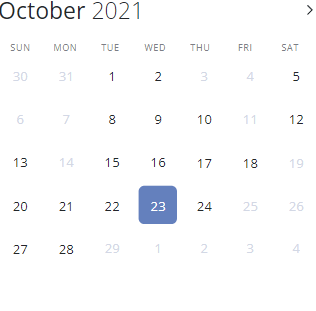 October 2021
SUN MON TUE WED THU FRI SAT
30 31 1 2 3 4 5
6 7 8 9 10 11 12
13 14 15 16 17 18 19
20 21 22 23 24 25 26
27 28 29 1 2 3 4